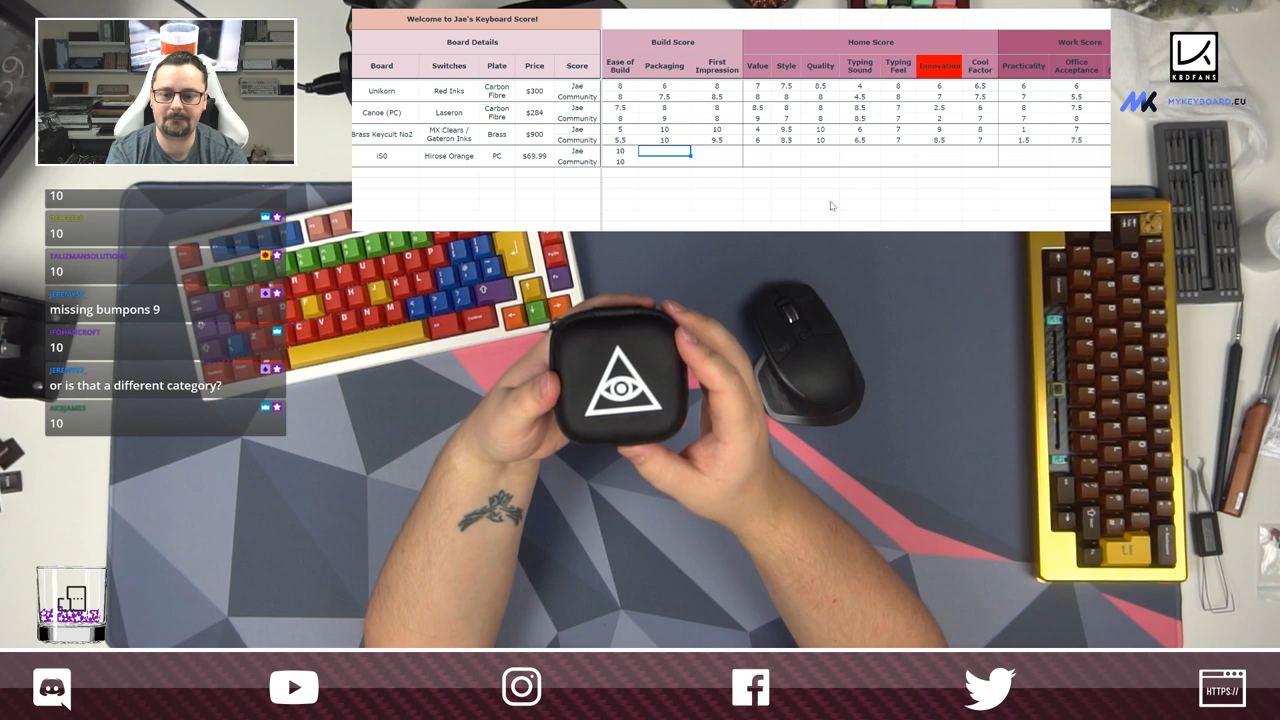 Welcome to Jae's Keyboard Score!
Board Details Build Score Home Score Work Score
Board Switches Plate Price Score Ease of Build Packaging First Impression Value Style Quality Typing Sound Typing Feel Innovation Cool Factor Practicality Office Acceptance
Unikorn Red Inks Carbon Fibre $300
Jae 8 6 8 7 7.5 8.5 4 8 6 6.5 6 6
Community 8 7.5 8.5 8 8 8 4.5 7 7 7.5 7 5.5
Canoe (PC) Laseron Carbon Fibre $284
Jae 7.5 8 8 8.5 8 8 8.5 7 2.5 6 8 7.5
Community 8 9 8 9 7 8 8.5 7 2 7 7 8
Brass Keycult No2 MX Clears / Gateron Inks Brass $900
Jae 5 10 10 4 9.5 10 6 7 9 8 1 7
Community 5.5 10 9.5 6 8.5 10 6.5 7 8.5 7 1.5 7.5
iS0 Hirose Orange PC $69.99
Jae 10
Community 10
KBDFANS
MK MYKEYBOARD.EU
10
10
TALIZMANSOLUTIONS
10
missing bumpons 9
10
or is that a different category?
AKBJAMES
10
HTTPS://